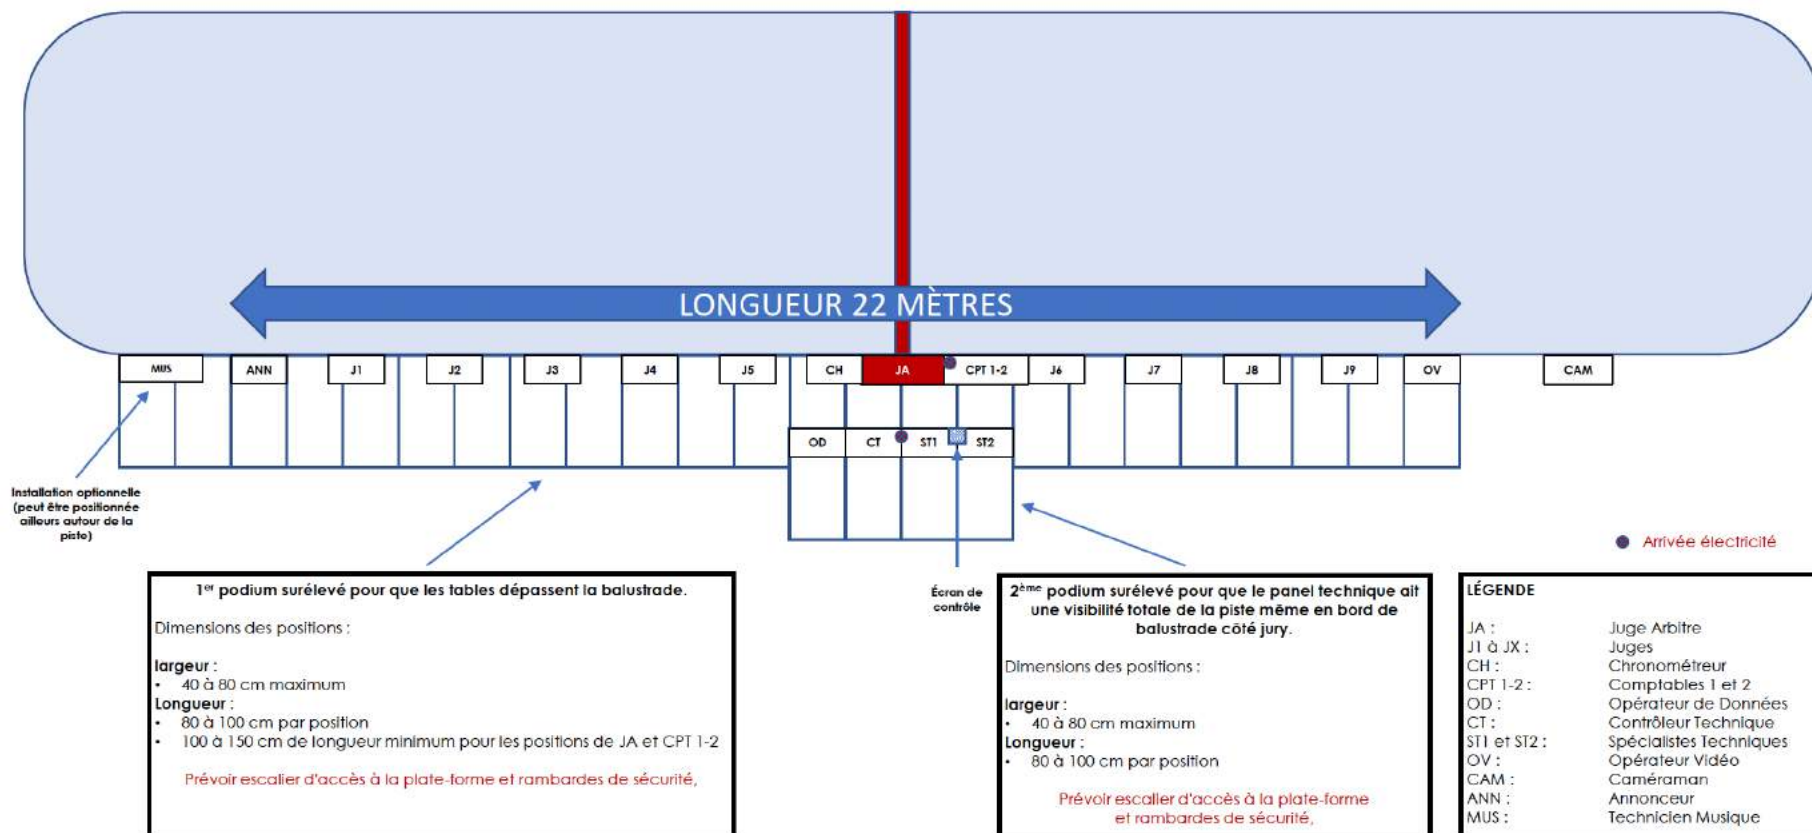 LONGUEUR 22 MÈTRES
MUS
ANN
J1
J2
J3
J4
J5
CH
JA
CPT 1-2
J6
J7
J8
J9
OV
CAM
OD
CT
ST1
ST2
Installation optionnelle
(peut être positionnée
ailleurs autour de la
piste)
Écran de
contrôle
Arrivée électricité
1er podium surélevé pour que les tables dépassent la balustrade.
Dimensions des positions :
largeur :
• 40 à 80 cm maximum
Longueur :
• 80 à 100 cm par position
• 100 à 150 cm de longueur minimum pour les positions de JA et CPT 1-2
Prévoir escalier d'accès à la plate-forme et rambardes de sécurité,
2ème podium surélevé pour que le panel technique ait
une visibilité totale de la piste même en bord de
balustrade côté jury.
Dimensions des positions :
largeur :
• 40 à 80 cm maximum
Longueur :
• 80 à 100 cm par position
Prévoir escalier d'accès à la plate-forme
et rambardes de sécurité,
LÉGENDE
JA : Juge Arbitre
J1 à JX : Juges
CH : Chronométreur
CPT 1-2 : Comptables 1 et 2
OD : Opérateur de Données
CT : Contrôleur Technique
ST1 et ST2 : Spécialistes Techniques
OV : Opérateur Vidéo
CAM : Caméraman
ANN : Annonceur
MUS : Technicien Musique